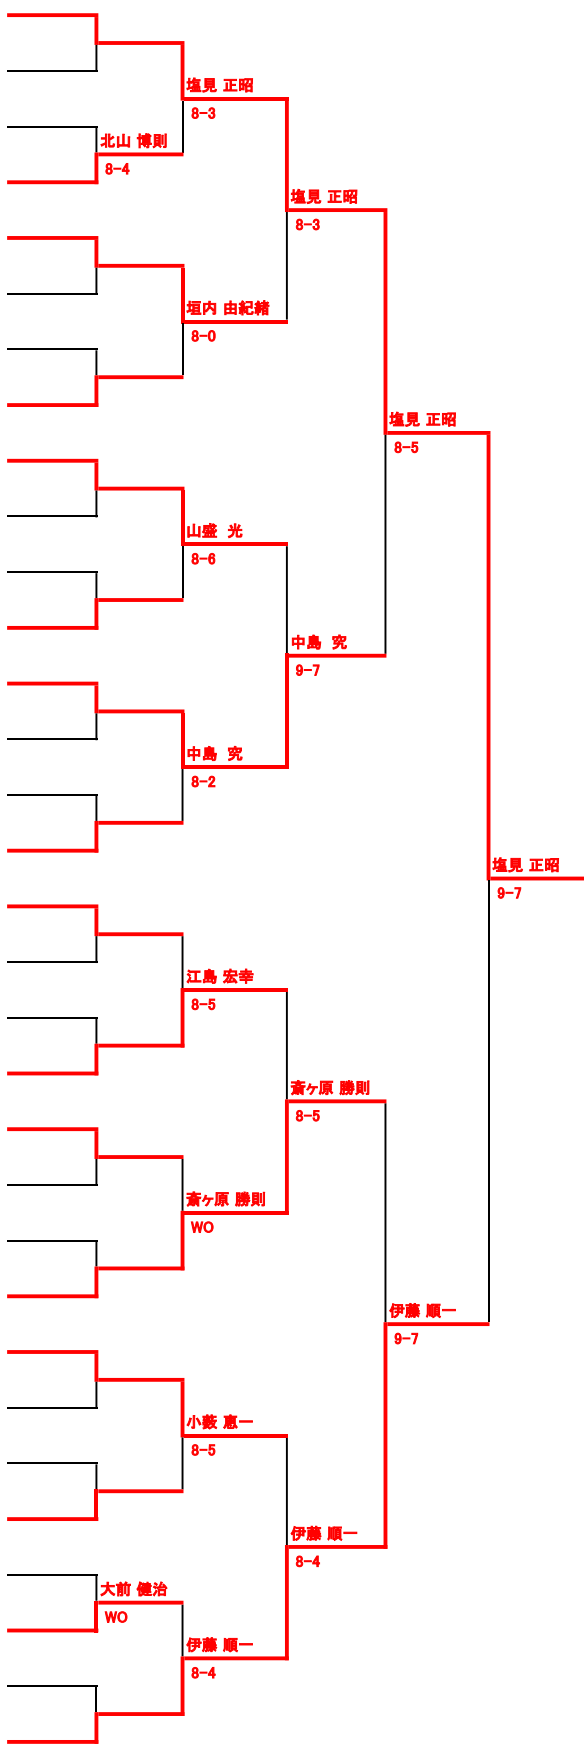 塩見 正昭
8-3
北山 博則
8-4
塩見 正昭
8-3
垣内 由紀緒
8-0
塩見 正昭
8-5
山盛 光
8-6
中島 究
9-7
中島 究
8-2
塩見 正昭
9-7
江島 宏幸
8-5
斎ヶ原 勝則
8-5
斎ヶ原 勝則
WO
伊藤 順一
9-7
小薮 恵一
8-5
伊藤 順一
8-4
大前 健治
WO
伊藤 順一
8-4